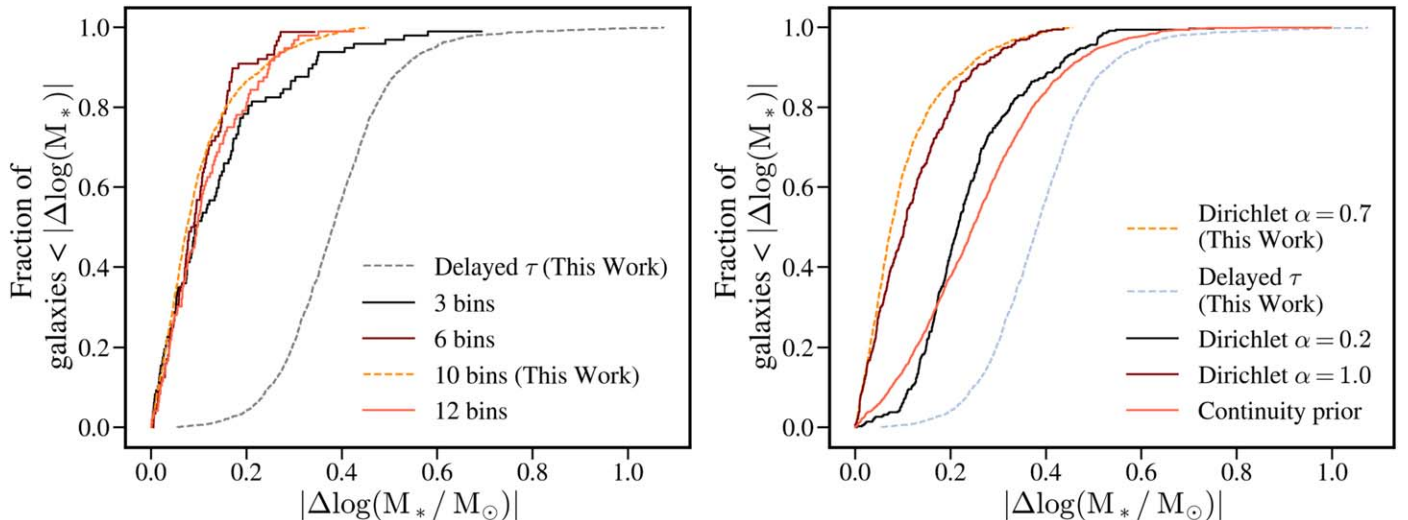 Fraction of
galaxies < |Δlog(M∗)|
1.0
0.8
0.6
0.4
0.2
0.0
Delayed τ (This Work)
3 bins
6 bins
10 bins (This Work)
12 bins
0.0 0.2 0.4 0.6 0.8 1.0
|Δlog(M∗/M⊙)|
Fraction of
galaxies < |Δlog(M∗)|
1.0
0.8
0.6
0.4
0.2
0.0
Dirichlet α = 0.7
(This Work)
Delayed τ
(This Work)
Dirichlet α = 0.2
Dirichlet α = 1.0
Continuity prior
0.0 0.2 0.4 0.6 0.8 1.0
|Δlog(M∗/M⊙)|